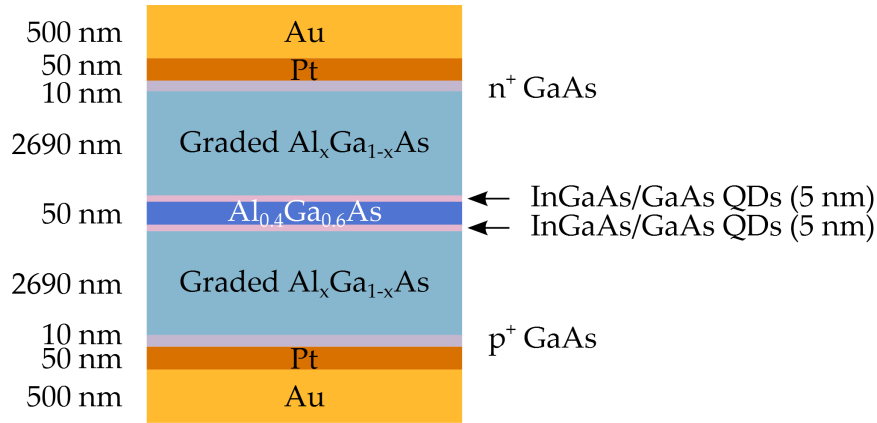 500 nm Au
50 nm Pt
10 nm n⁺ GaAs
2690 nm Graded AlₓGa₁₋ₓAs
InGaAs/GaAs QDs (5 nm)
50 nm Al₀.₄Ga₀.₆As
InGaAs/GaAs QDs (5 nm)
2690 nm Graded AlₓGa₁₋ₓAs
10 nm p⁺ GaAs
50 nm Pt
500 nm Au